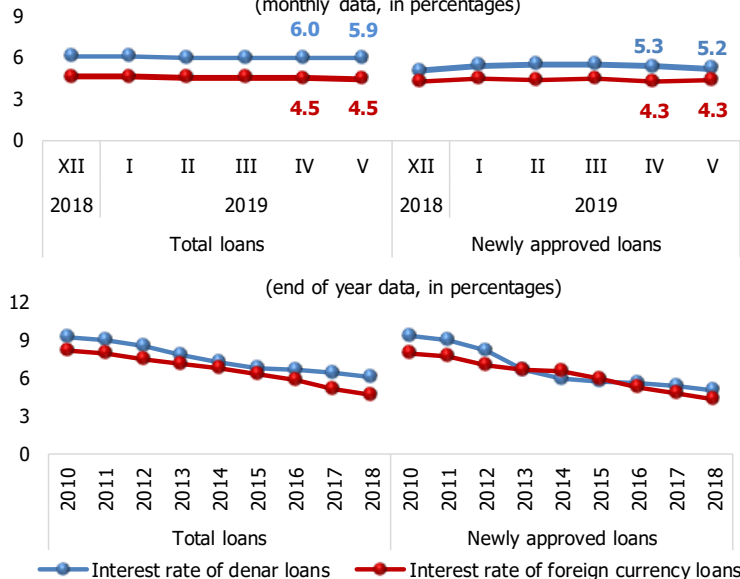 (monthly data, in percentages)
9
6
3
0
6.0 5.9
4.5 4.5
5.3 5.2
4.3 4.3
XII I II III IV V XII I II III IV V
2018 2019 2018 2019
Total loans Newly approved loans
(end of year data, in percentages)
12
9
6
3
0
2010 2011 2012 2013 2014 2015 2016 2017 2018 2010 2011 2012 2013 2014 2015 2016 2017 2018
Total loans Newly approved loans
Interest rate of denar loans Interest rate of foreign currency loans